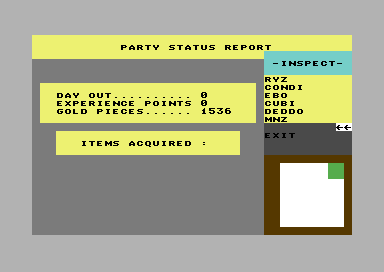 PARTY STATUS REPORT
-INSPECT-
RYZ
CONDI
EBO
CUBI
DEDDO
MNZ
←←
EXIT
DAY OUT.......... 0
EXPERIENCE POINTS 0
GOLD PIECES...... 1536
ITEMS ACQUIRED :